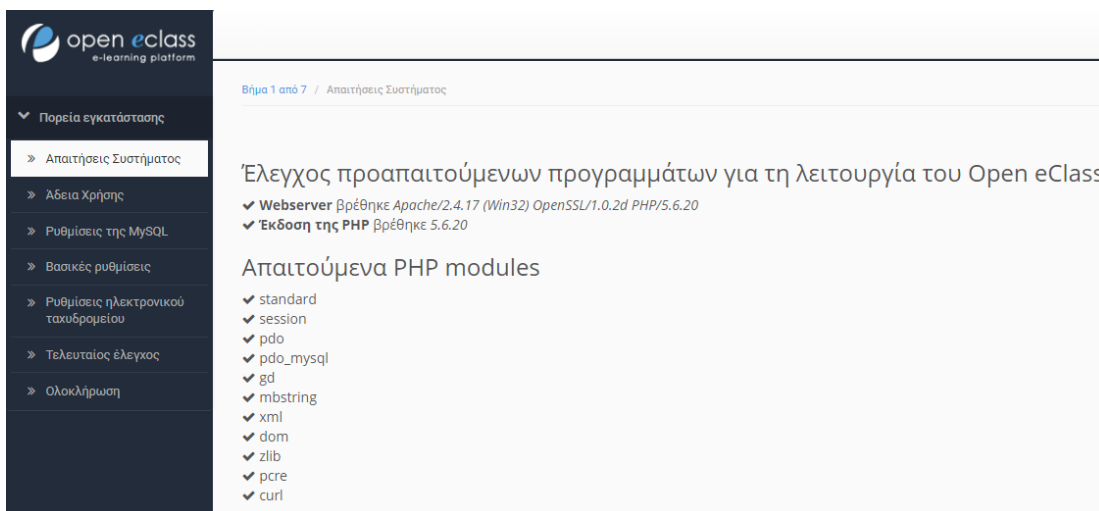 open eclass
e-learning platform
Πορεία εγκατάστασης
Απαιτήσεις Συστήματος
Άδεια Χρήσης
Ρυθμίσεις της MySQL
Βασικές ρυθμίσεις
Ρυθμίσεις ηλεκτρονικού
ταχυδρομείου
Τελευταίος έλεγχος
Ολοκλήρωση
Βήμα 1 από 7 / Απαιτήσεις Συστήματος
Έλεγχος προαπαιτούμενων προγραμμάτων για τη λειτουργία του Open eClass
Webserver βρέθηκε Apache/2.4.17 (Win32) OpenSSL/1.0.2d PHP/5.6.20
Έκδοση της PHP βρέθηκε 5.6.20
Απαιτούμενα PHP modules
standard
session
pdo
pdo_mysql
gd
mbstring
xml
dom
zlib
pcre
curl